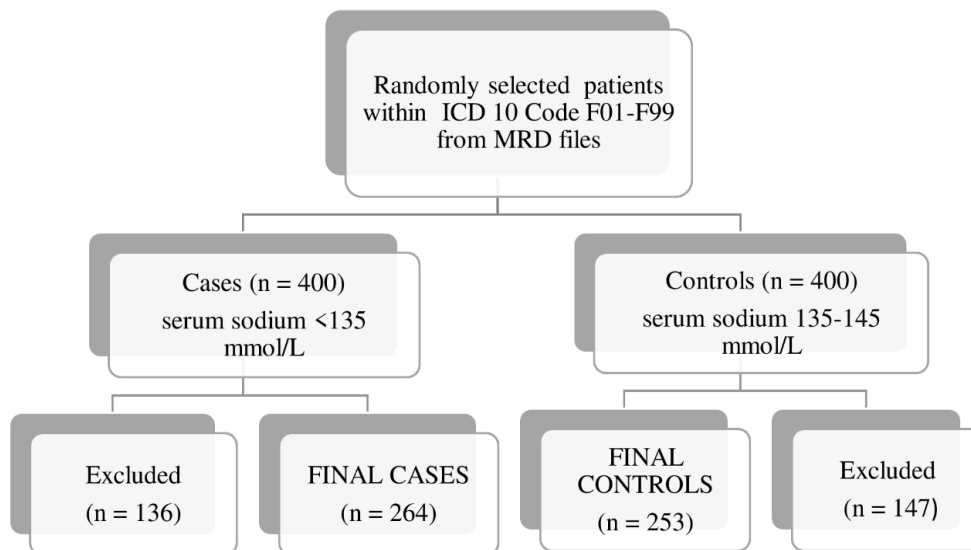 Randomly selected patients
within ICD 10 Code F01-F99
from MRD files
Cases (n = 400)
serum sodium <135
mmol/L
Controls (n = 400)
serum sodium 135-145
mmol/L
Excluded
(n = 136)
FINAL CASES
(n = 264)
FINAL
CONTROLS
(n = 253)
Excluded
(n = 147)